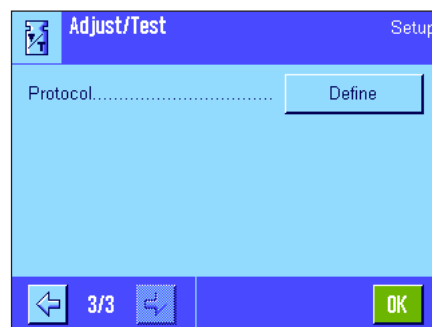 Adjust/Test Setup
Protocol.................................. Define
3/3 OK